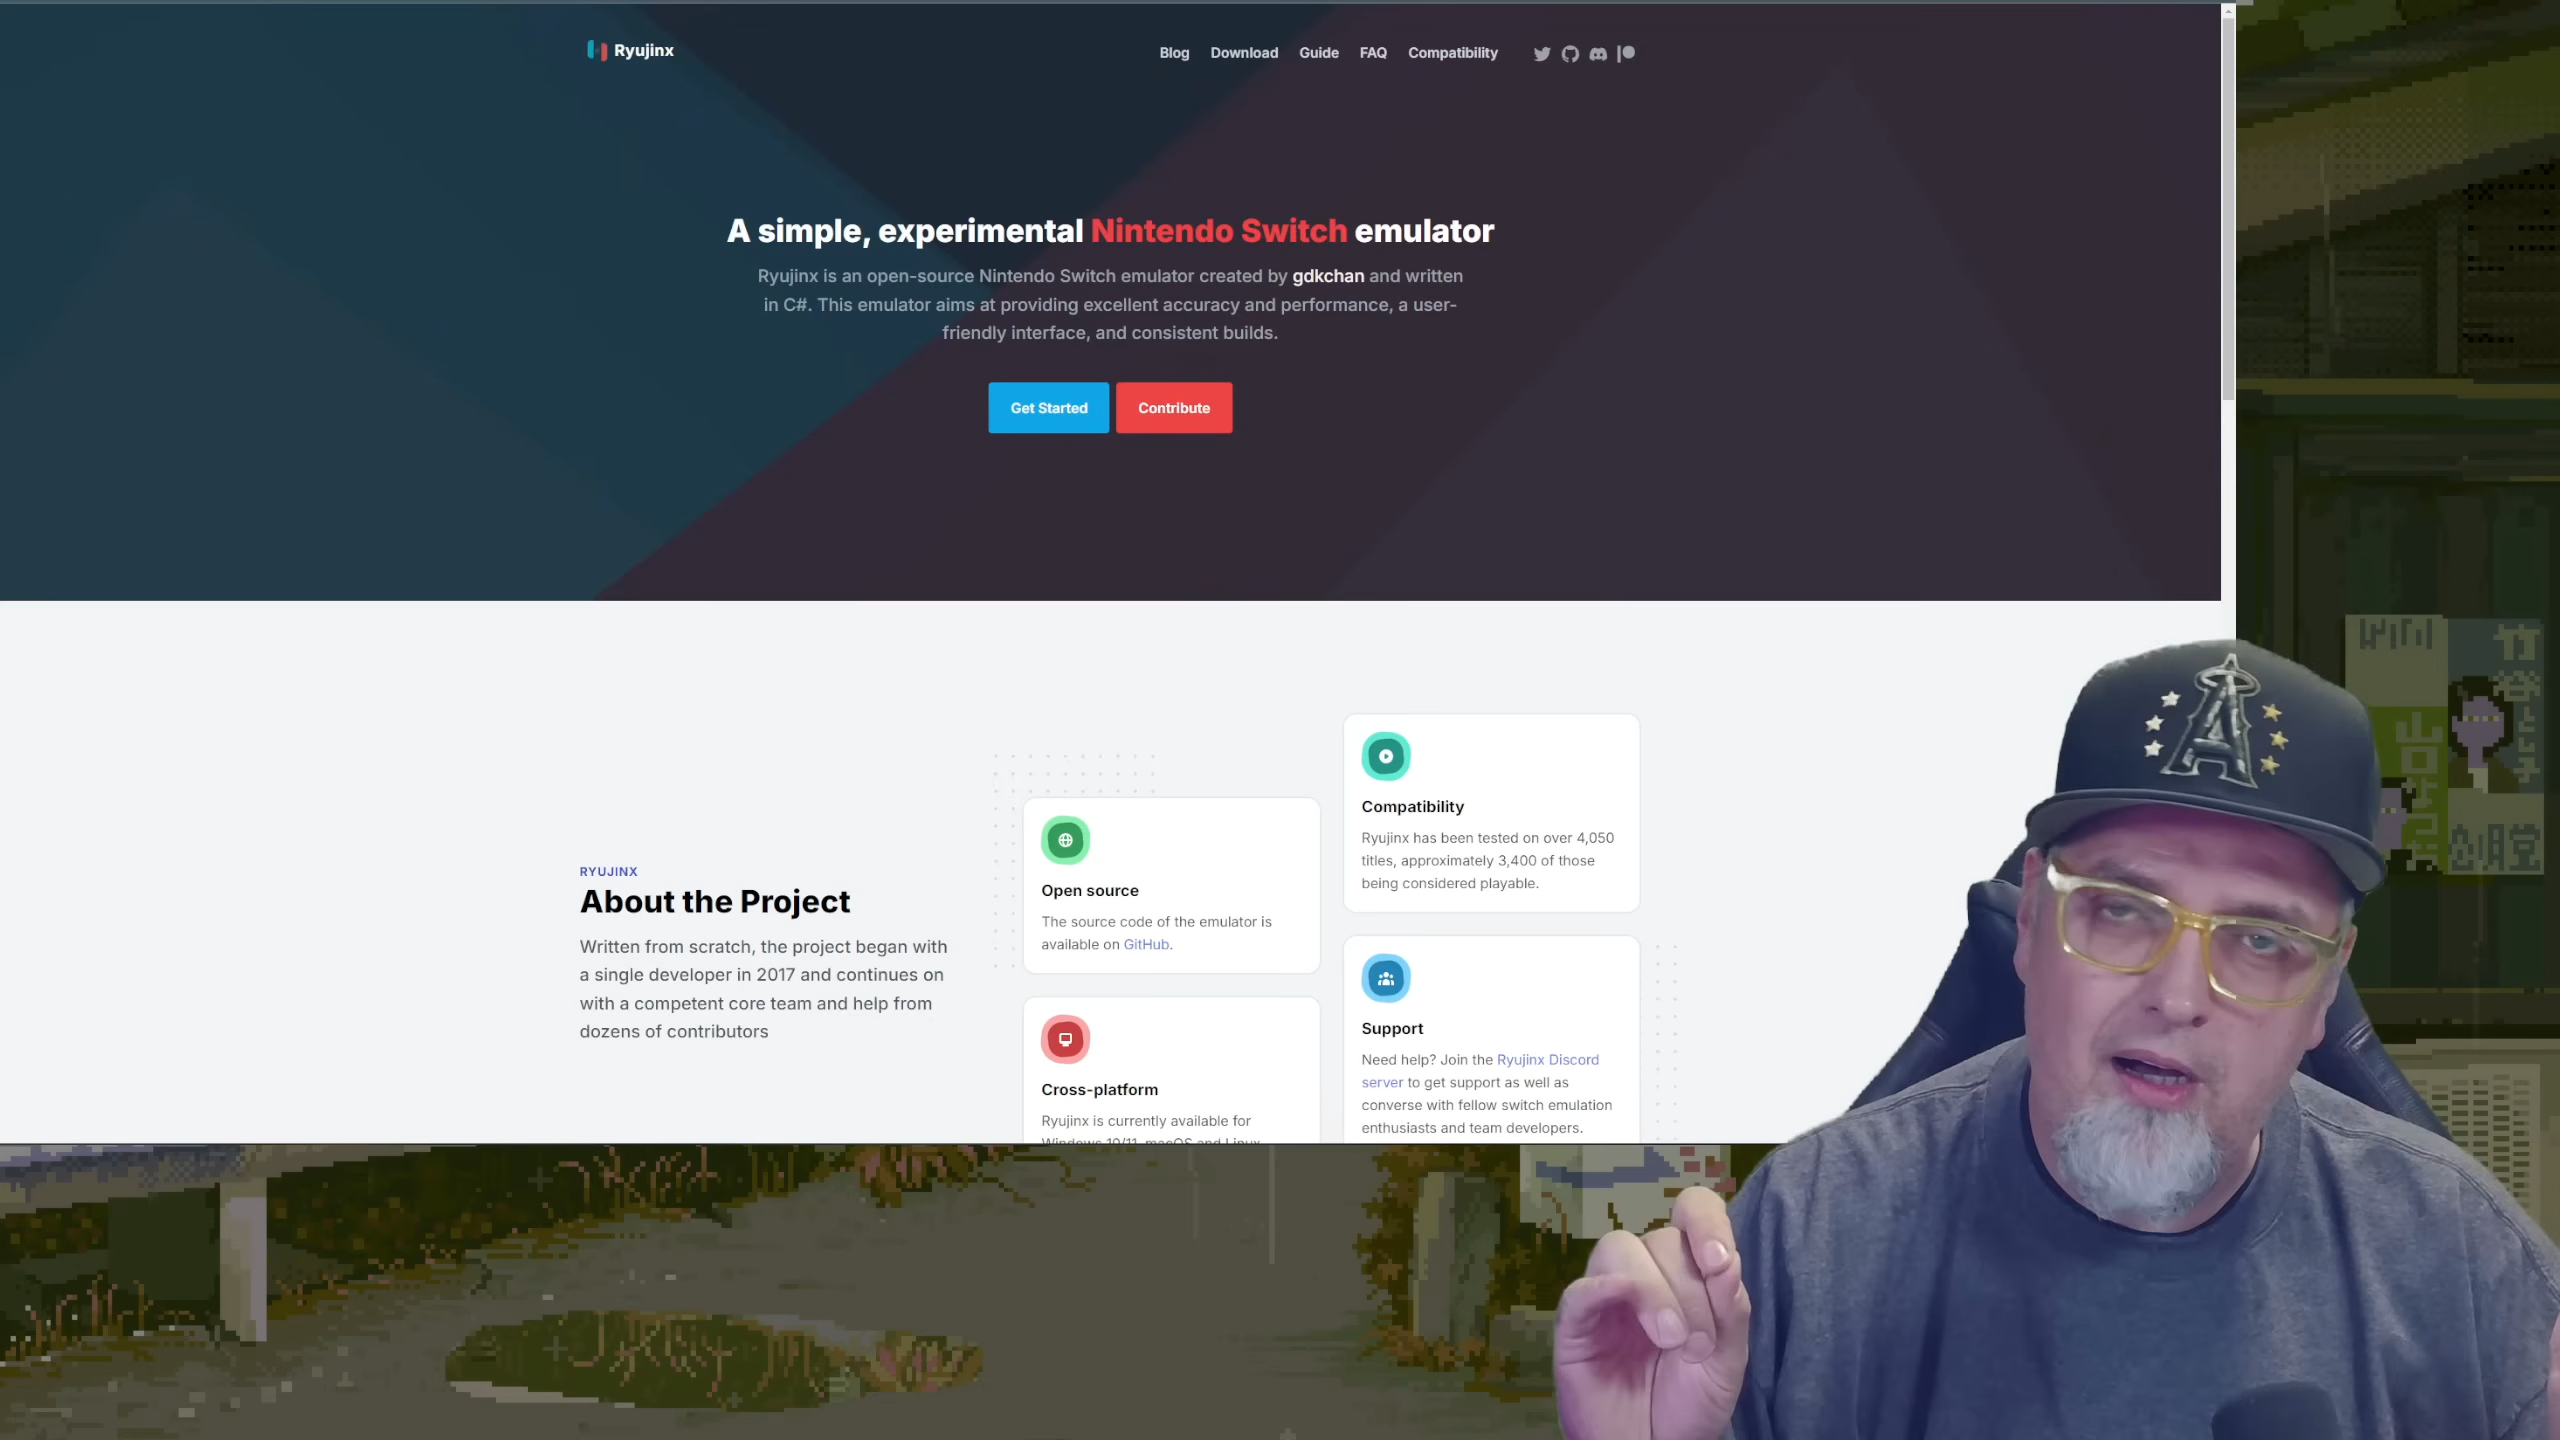 Ryujinx
Blog Download Guide FAQ Compatibility
A simple, experimental Nintendo Switch emulator
Ryujinx is an open-source Nintendo Switch emulator created by gdkchan and written
in C#. This emulator aims at providing excellent accuracy and performance, a user-
friendly interface, and consistent builds.
Get Started
Contribute
RYUJINX
About the Project
Written from scratch, the project began with
a single developer in 2017 and continues on
with a competent core team and help from
dozens of contributors
Open source
The source code of the emulator is
available on GitHub.
Cross-platform
Ryujinx is currently available for
Windows 10/11, macOS and Linux
Compatibility
Ryujinx has been tested on over 4,050
titles, approximately 3,400 of those
being considered playable.
Support
Need help? Join the Ryujinx Discord
server to get support as well as
converse with fellow switch emulation
enthusiasts and team developers.
A